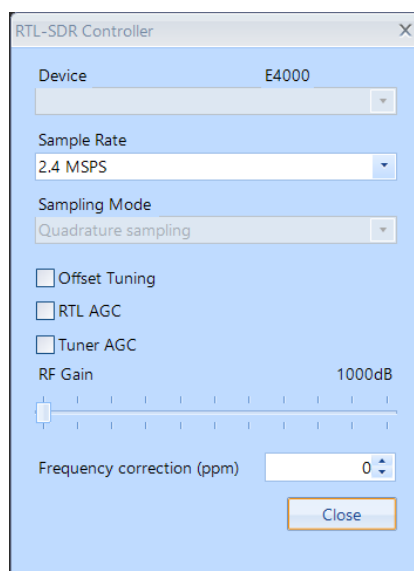 RTL-SDR Controller
Device E4000
Sample Rate
2.4 MSPS
Sampling Mode
Quadrature sampling
Offset Tuning
RTL AGC
Tuner AGC
RF Gain 1000dB
Frequency correction (ppm) 0
Close